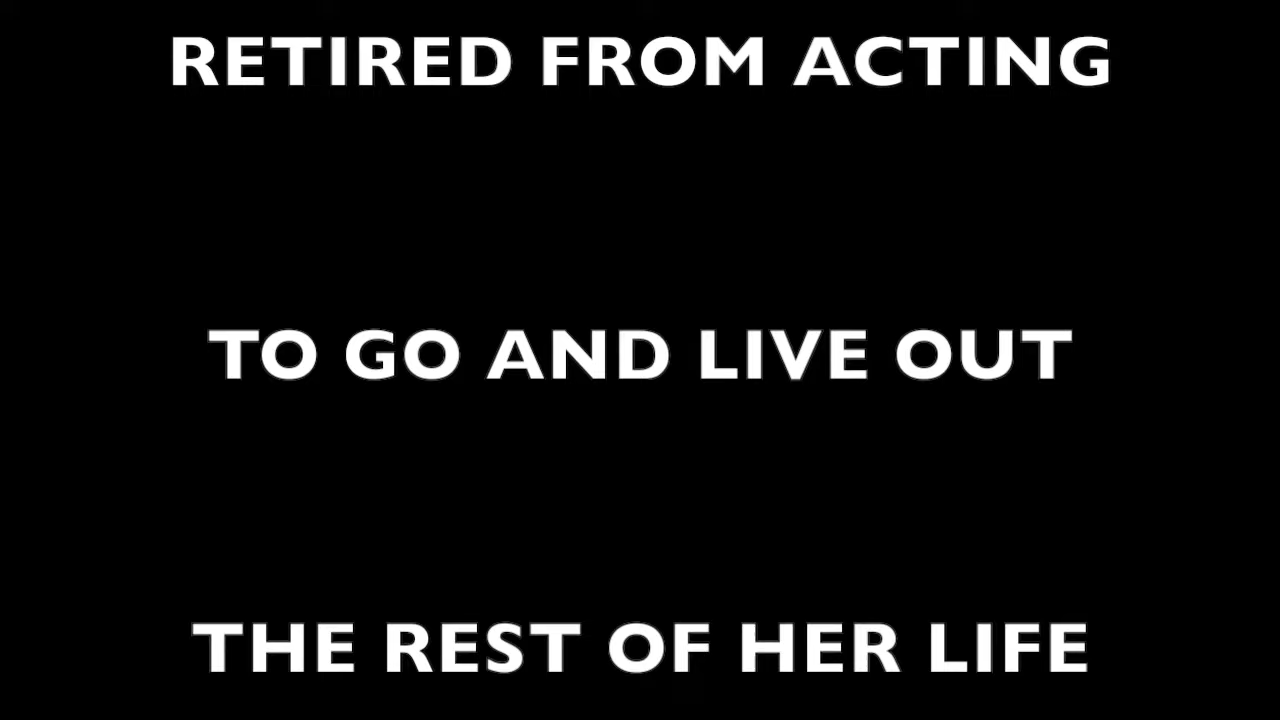 RETIRED FROM ACTING
TO GO AND LIVE OUT
THE REST OF HER LIFE